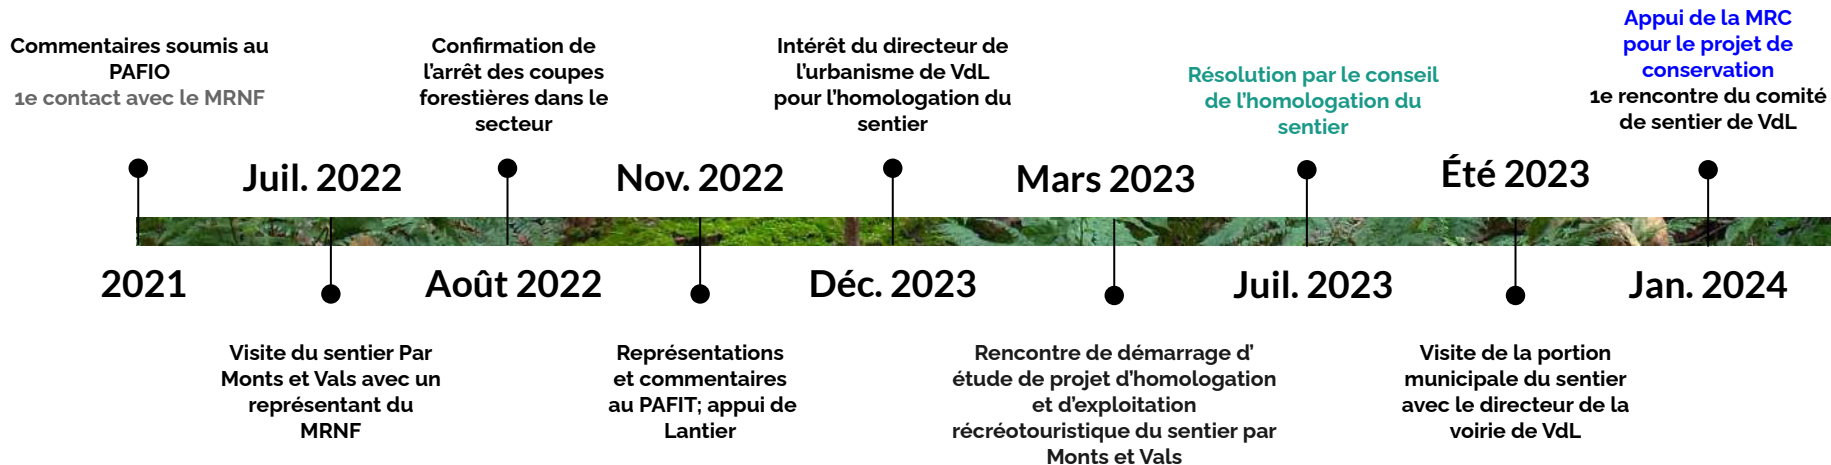 Commentaires soumis au
PAFIO
1e contact avec le MRNF
2021
Juil. 2022
Visite du sentier Par
Monts et Vals avec un
représentant du
MRNF
Confirmation de
l'arrêt des coupes
forestières dans le
secteur
Août 2022
Nov. 2022
Représentations
et commentaires
au PAFIT; appui de
Lantier
Intérêt du directeur de
l'urbanisme de VdL
pour l'homologation du
sentier
Déc. 2023
Mars 2023
Rencontre de démarrage d'
étude de projet d'homologation
et d'exploitation
récréotouristique du sentier par
Monts et Vals
Résolution par le conseil
de l'homologation du
sentier
Juil. 2023
Été 2023
Visite de la portion
municipale du sentier
avec le directeur de la
voirie de VdL
Appui de la MRC
pour le projet de
conservation
1e rencontre du comité
de sentier de VdL
Jan. 2024